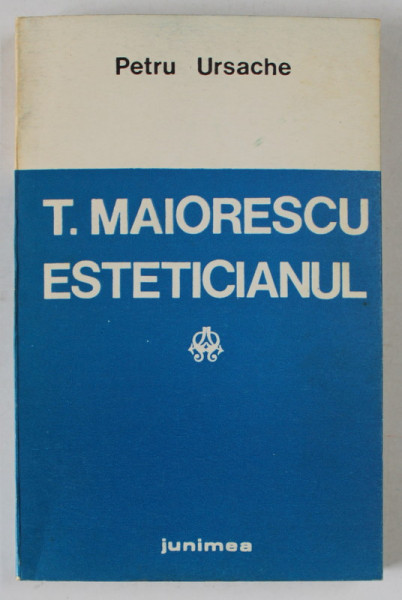 Petru Ursache
T. MAIORESCU
ESTETICIANUL
junimea